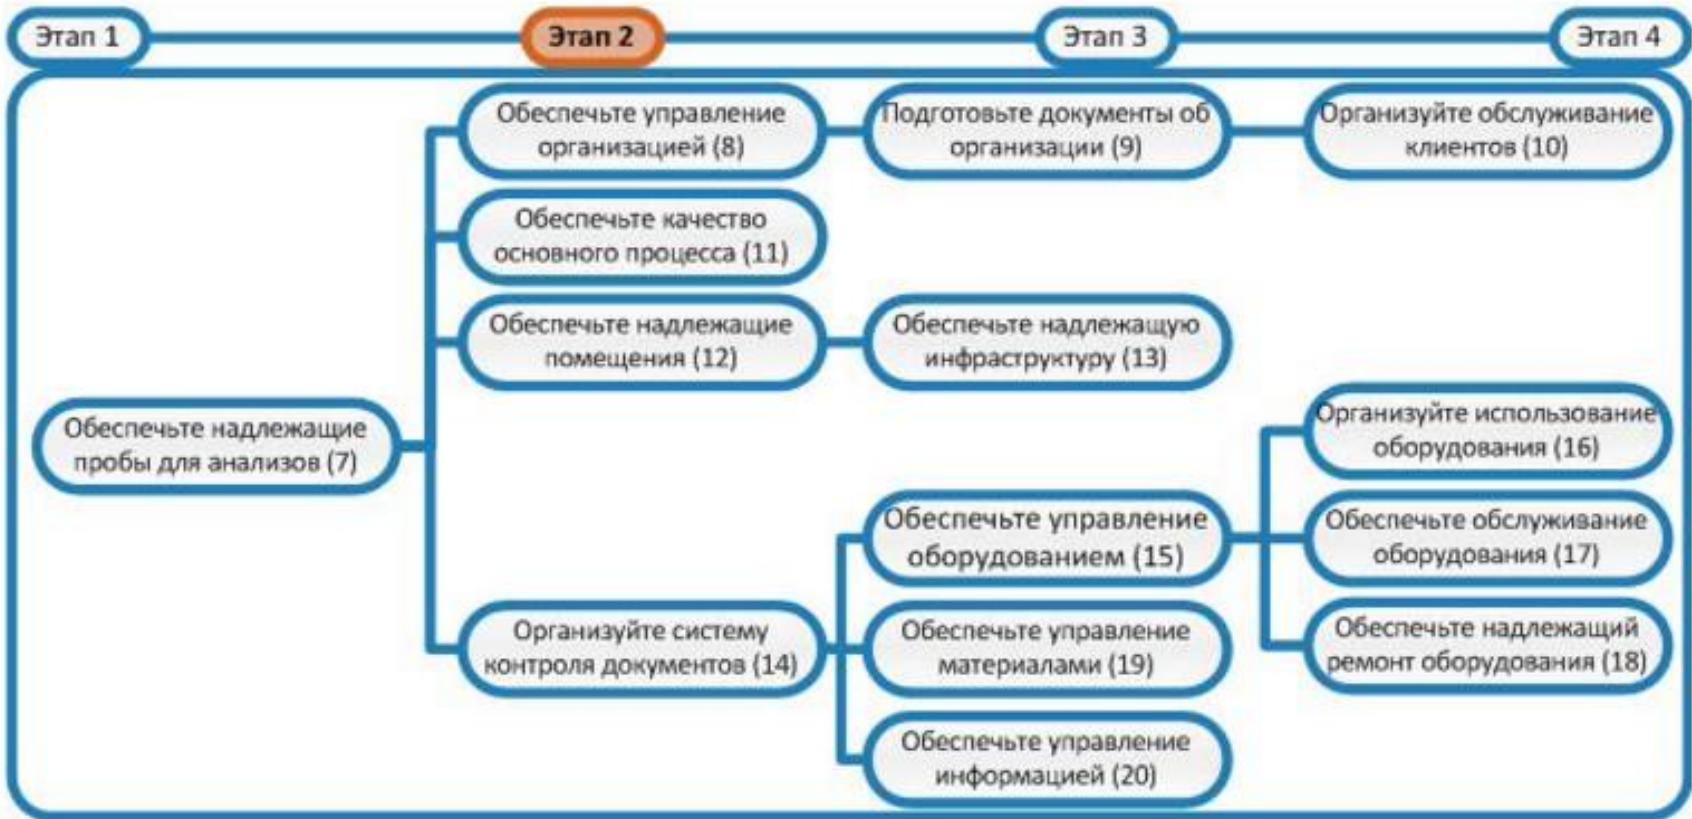 Этап 1
Этап 2
Этап 3
Этап 4
Обеспечьте управление
организацией (8)
Подготовьте документы об
организации (9)
Организуйте обслуживание
клиентов (10)
Обеспечьте качество
основного процесса (11)
Обеспечьте надлежащие
помещения (12)
Обеспечьте надлежащую
инфраструктуру (13)
Обеспечьте надлежащие
пробы для анализов (7)
Организуйте использование
оборудования (16)
Обеспечьте управление
оборудованием (15)
Обеспечьте обслуживание
оборудования (17)
Организуйте систему
контроля документов (14)
Обеспечьте управление
материалами (19)
Обеспечьте надлежащий
ремонт оборудования (18)
Обеспечьте управление
информацией (20)